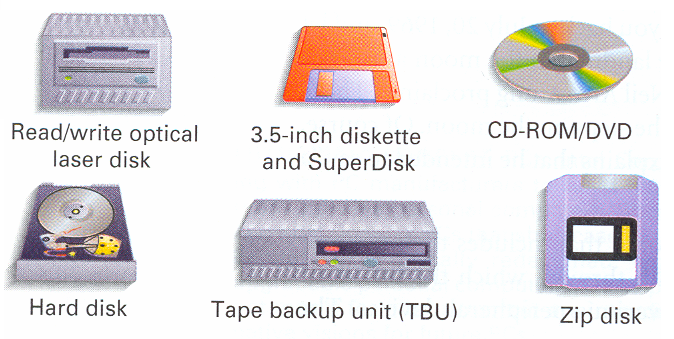 Read/write optical
laser disk
3.5-inch diskette
and SuperDisk
CD-ROM/DVD
Hard disk
Tape backup unit (TBU)
Zip disk